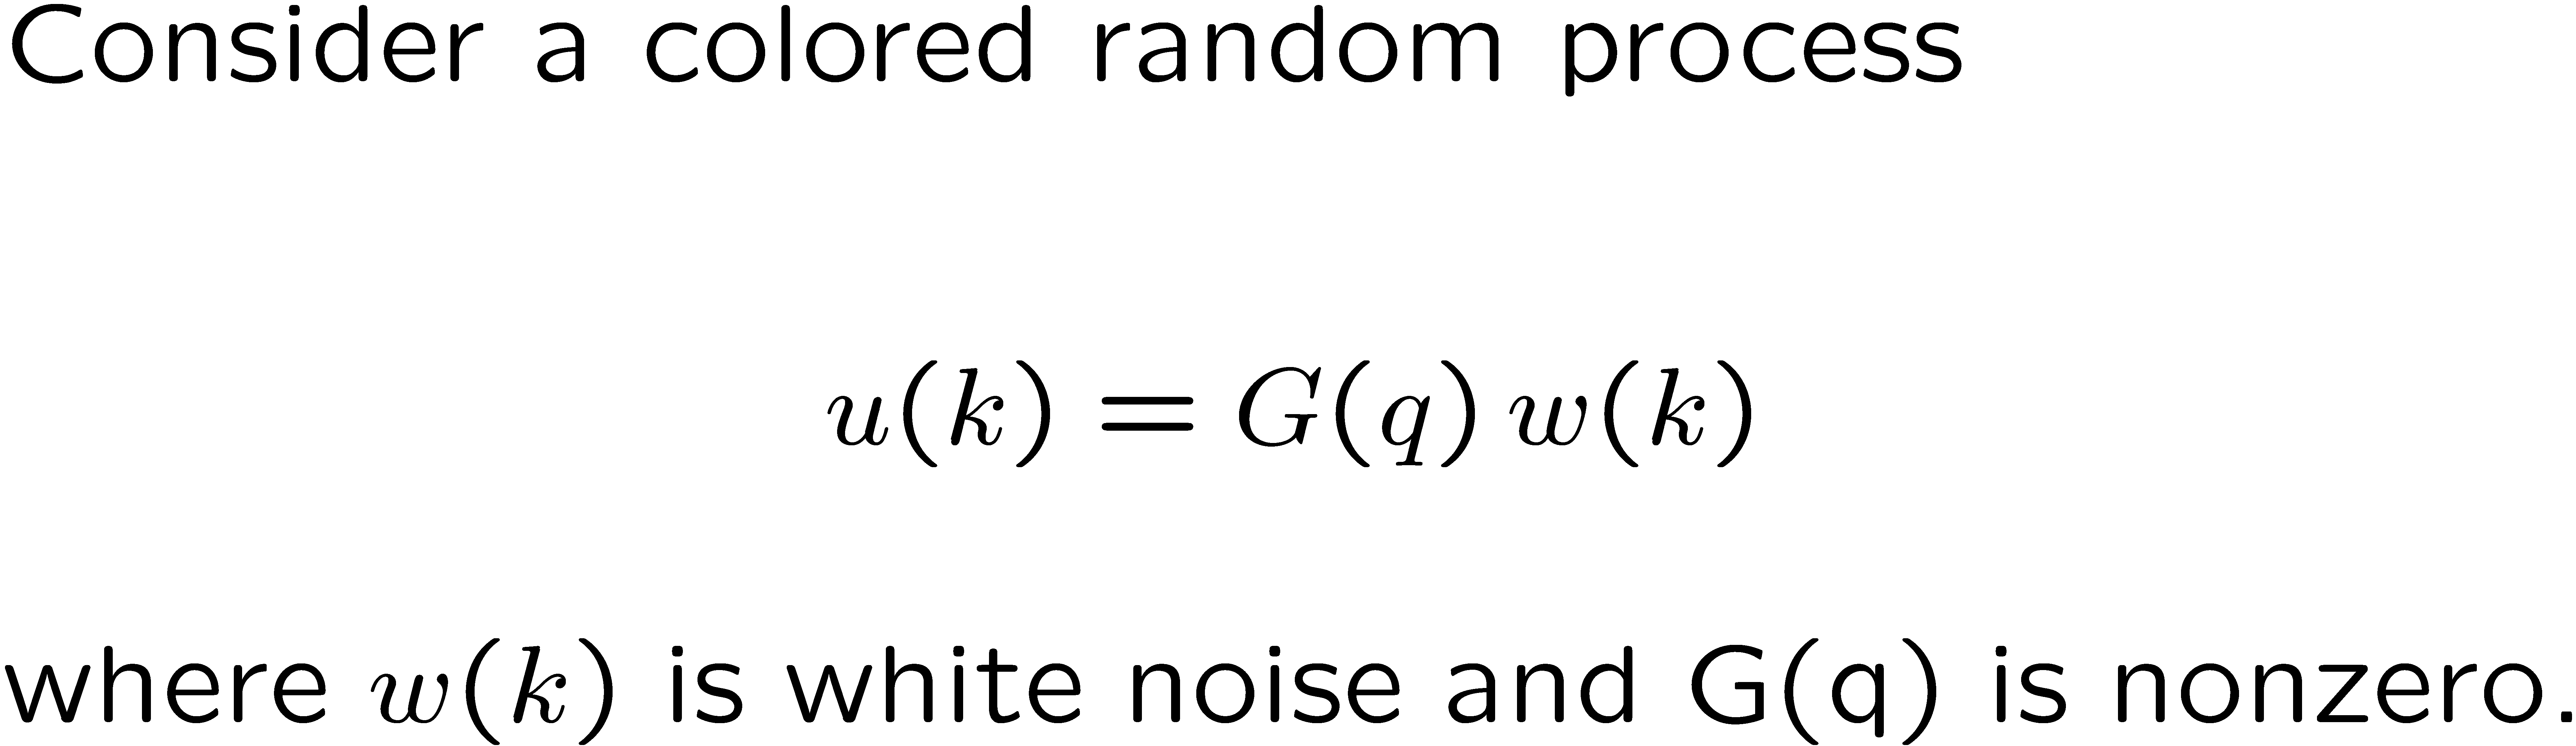 Consider a colored random process
u(k) = G(q) w(k)
where w(k) is white noise and G(q) is nonzero.